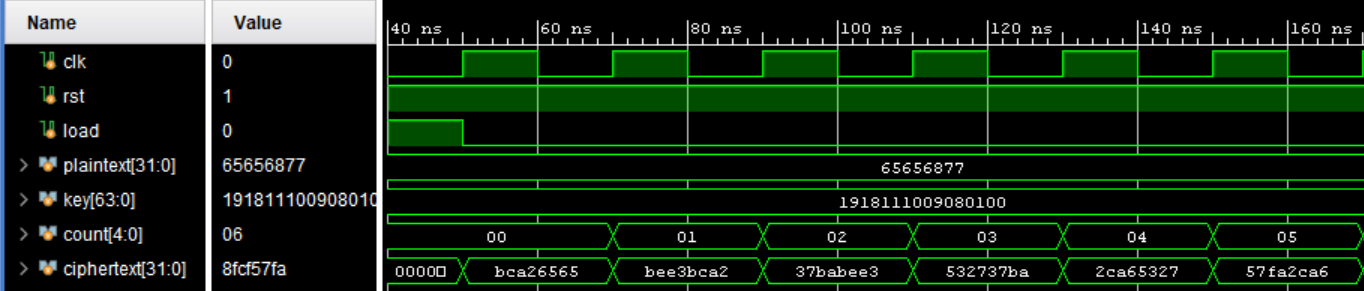 Name Value 40 ns 60 ns 80 ns 100 ns 120 ns 140 ns 160 ns
clk 0
rst 1
load 0
plaintext[31:0] 65656877 65656877
key[63:0] 191811100908010 1918111009080100
count[4:0] 06 00 01 02 03 04 05
ciphertext[31:0] 8fcf57fa 0000 bca26565 bee3bca2 37babee3 532737ba 2ca65327 57fa2ca6